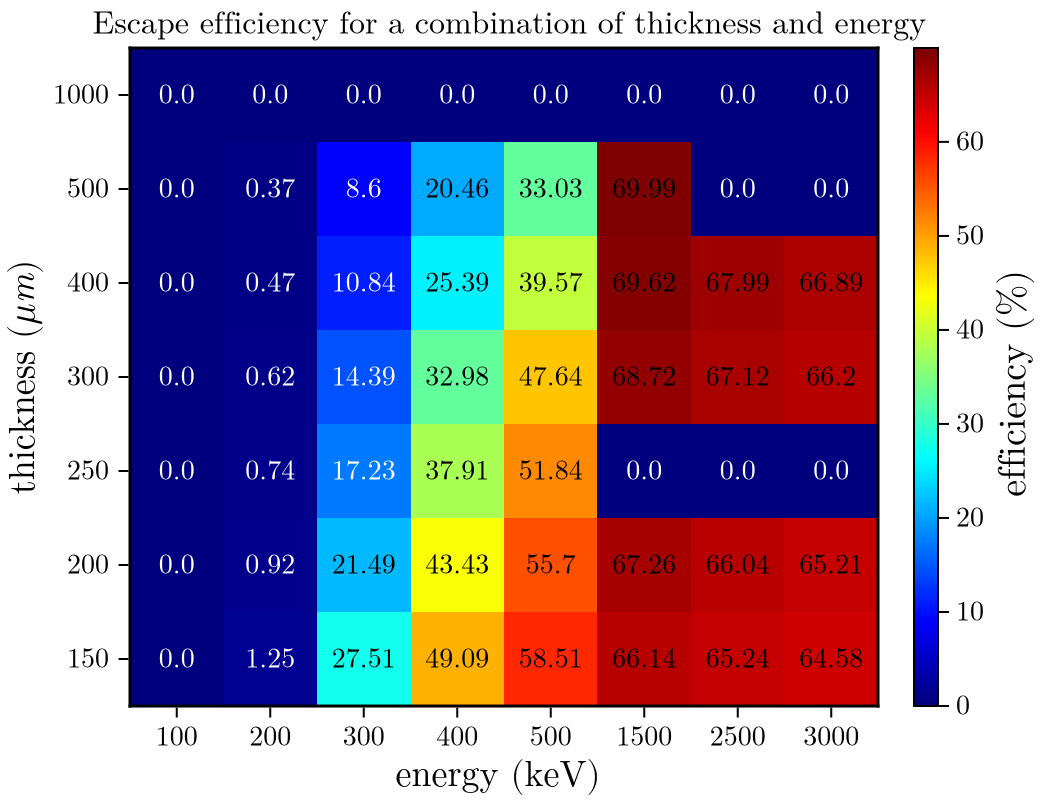 Escape efficiency for a combination of thickness and energy
1000 0.0 0.0 0.0 0.0 0.0 0.0 0.0 0.0
500 0.0 0.37 8.6 20.46 33.03 69.99 0.0 0.0
400 0.0 0.47 10.84 25.39 39.57 69.62 67.99 66.89
300 0.0 0.62 14.39 32.98 47.64 68.72 67.12 66.2
250 0.0 0.74 17.23 37.91 51.84 0.0 0.0 0.0
200 0.0 0.92 21.49 43.43 55.7 67.26 66.04 65.21
150 0.0 1.25 27.51 49.09 58.51 66.14 65.24 64.58
100 200 300 400 500 1500 2500 3000
energy (keV)
thickness (μm)
60
50
40
30
20
10
0
efficiency (%)